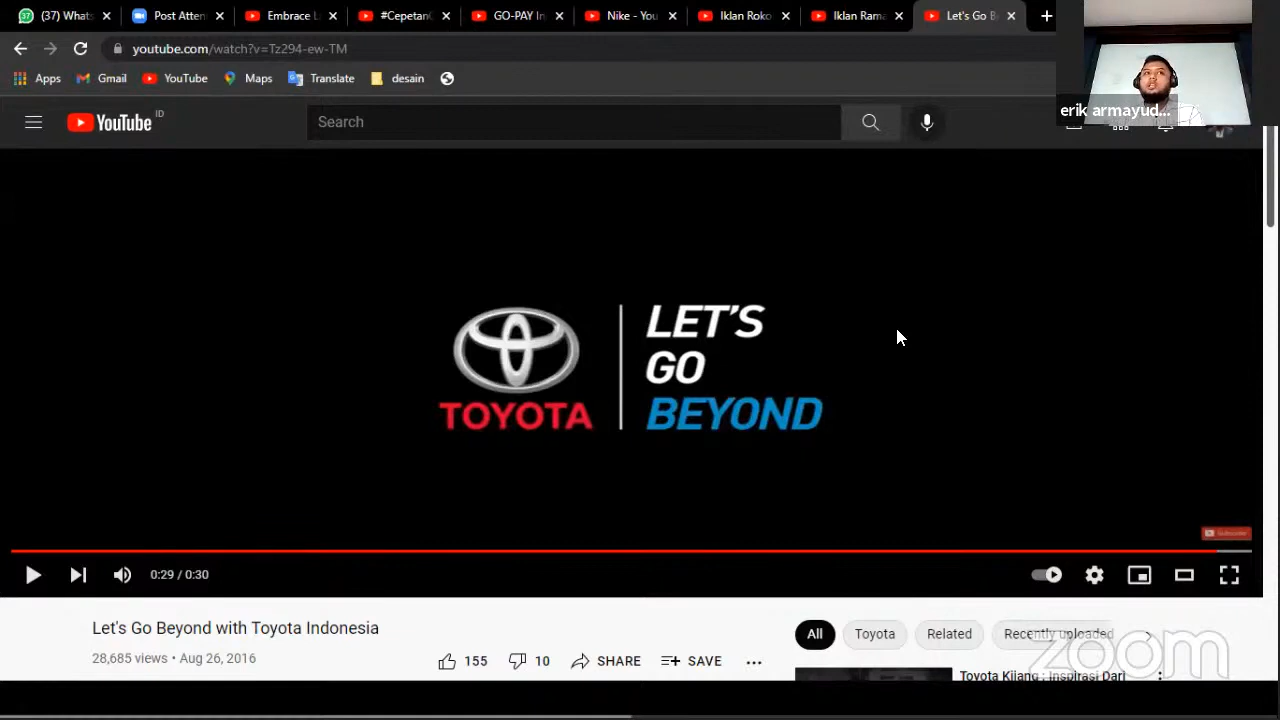 (37) Whats
Post Atten
Embrace L
#Cepetan
GO-PAY In
Nike - You
Iklan Roko
Iklan Rama
Let's Go B
youtube.com/watch?v=Tz294-ew-TM
Apps
Gmail
YouTube
Maps
Translate
desain
erik armayud...
YouTube ID
Search
TOYOTA
LET'S
GO
BEYOND
Subscribe
0:29 / 0:30
Let's Go Beyond with Toyota Indonesia
28,685 views • Aug 26, 2016
155
10
SHARE
SAVE
All
Toyota
Related
Recently uploaded
zoom
Toyota Kijang : Inspirasi Dari